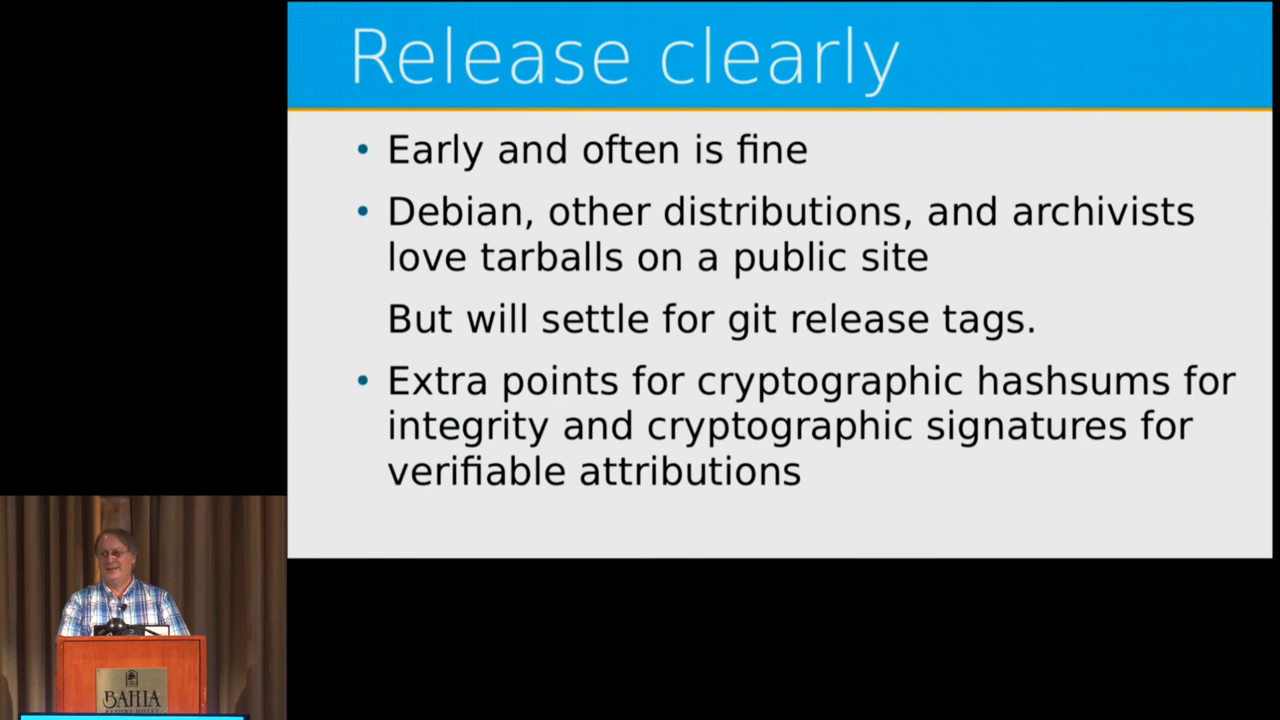 Release clearly
• Early and often is fine
• Debian, other distributions, and archivists
love tarballs on a public site
But will settle for git release tags.
• Extra points for cryptographic hashsums for
integrity and cryptographic signatures for
verifiable attributions
BAHIA
RESORT HOTEL